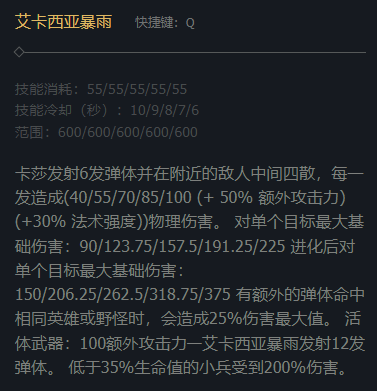 艾卡西亚暴雨 快捷键：Q
技能消耗：55/55/55/55/55
技能冷却（秒）：10/9/8/7/6
范围：600/600/600/600/600
卡莎发射6发弹体并在附近的敌人中间四散，每一
发造成(40/55/70/85/100 (+ 50% 额外攻击力)
(+30% 法术强度))物理伤害。 对单个目标最大基
础伤害：90/123.75/157.5/191.25/225 进化后对
单个目标最大基础伤害：
150/206.25/262.5/318.75/375 有额外的弹体命中
相同英雄或野怪时，会造成25%伤害最大值。 活
体武器：100额外攻击力—艾卡西亚暴雨发射12发
弹体。 低于35%生命值的小兵受到200%伤害。